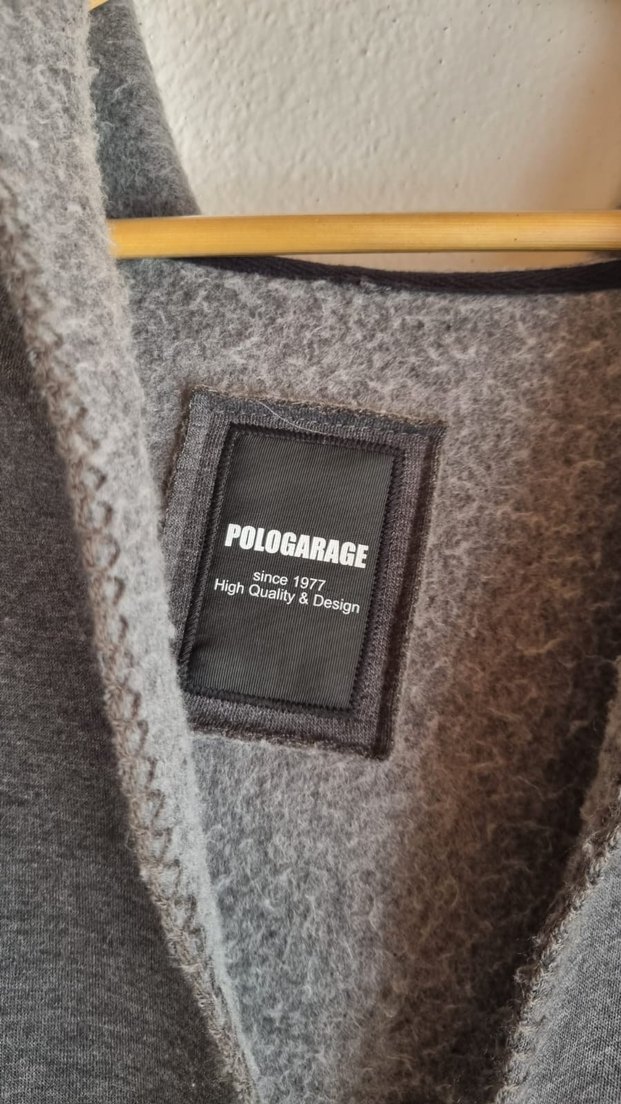 POLOGARAGE
since 1977
High Quality & Design